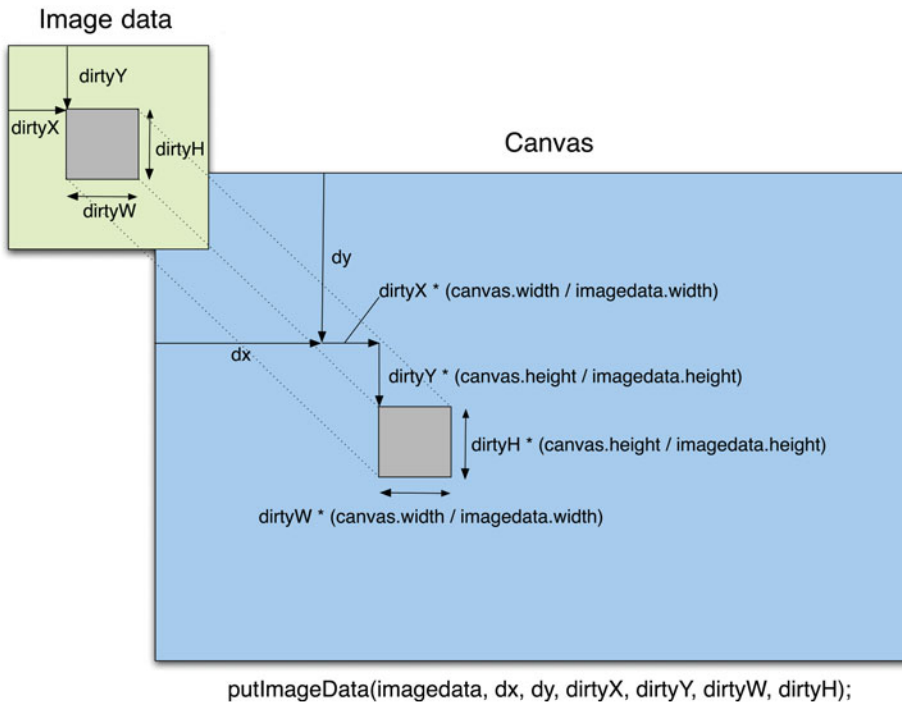 Image data
dirtyY
dirtyX
dirtyH
dirtyW
Canvas
dy
dirtyX * (canvas.width / imagedata.width)
dx
dirtyY * (canvas.height / imagedata.height)
dirtyH * (canvas.height / imagedata.height)
dirtyW * (canvas.width / imagedata.width)
putImageData(imagedata, dx, dy, dirtyX, dirtyY, dirtyW, dirtyH);